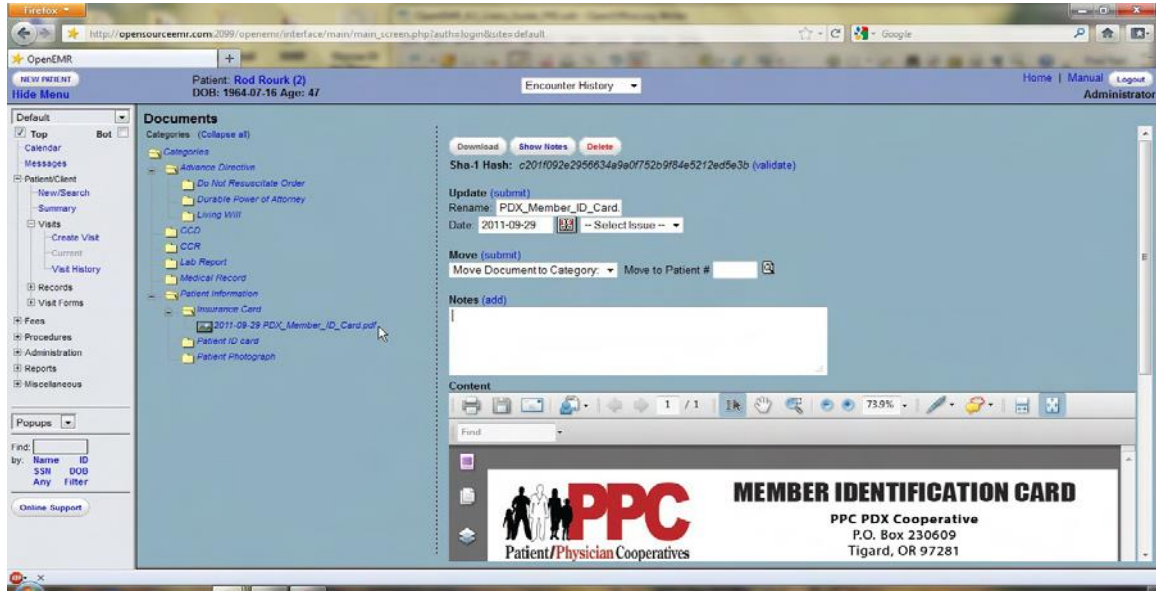 Firefox
http://opensourceemr.com:2099/openemr/interface/main/main_screen.php?auth=login&site=default
Google
OpenEMR
NEW PATIENT
Hide Menu
Patient: Rod Rourk (2)
DOB: 1964-07-16 Age: 47
Encounter History
Home | Manual Logout
Administrator
Default
Top Bot
Calendar
Messages
Patient/Client
New/Search
Summary
Visits
Create Visit
Current
Visit History
Records
Visit Forms
Fees
Procedures
Administration
Reports
Miscellaneous
Popups
Find:
by: Name ID
SSN DOB
Any Filter
Online Support
Documents
Categories (Collapse all)
Categories
Advance Directive
Do Not Resuscitate Order
Durable Power of Attorney
Living Will
CCD
CCR
Lab Report
Medical Record
Patient Information
Insurance Card
2011-09-29 PDX_Member_ID_Card.pdf
Patient ID card
Patient Photograph
Download Show Notes Delete
Sha-1 Hash: c201f092e2956634a9a0f752b9f84e5212ed5e3b (validate)
Update (submit)
Rename: PDX_Member_ID_Card.
Date: 2011-09-29 -- Select Issue --
Move (submit)
Move Document to Category: Move to Patient #
Notes (add)
Content
1 / 1 73.9%
Find
PPC
Patient/Physician Cooperatives
MEMBER IDENTIFICATION CARD
PPC PDX Cooperative
P.O. Box 230609
Tigard, OR 97281